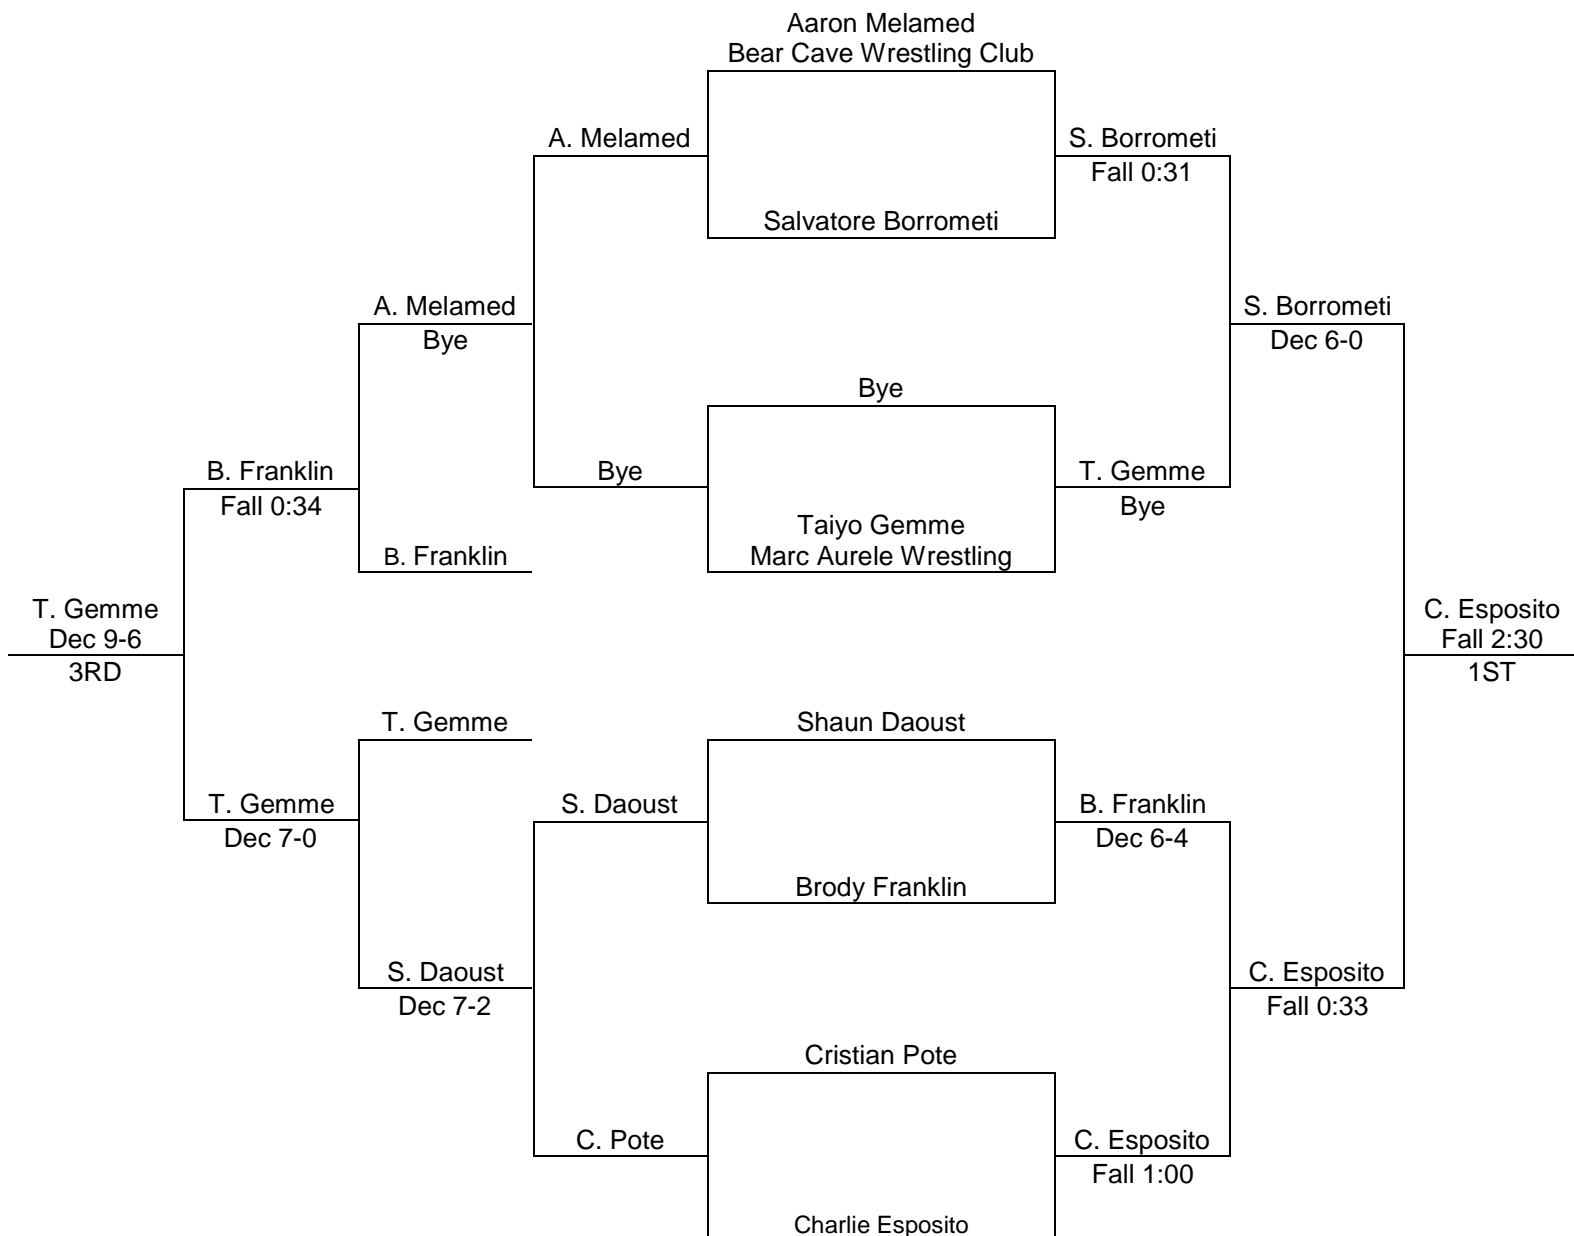 Aaron Melamed
Bear Cave Wrestling Club
A. Melamed
S. Borrometi
Fall 0:31
Salvatore Borrometi
A. Melamed
Bye
S. Borrometi
Dec 6-0
Bye
B. Franklin
Fall 0:34
Bye
T. Gemme
Bye
Taiyo Gemme
Marc Aurele Wrestling
B. Franklin
T. Gemme
Dec 9-6
3RD
C. Esposito
Fall 2:30
1ST
T. Gemme
Shaun Daoust
T. Gemme
Dec 7-0
S. Daoust
B. Franklin
Dec 6-4
Brody Franklin
S. Daoust
Dec 7-2
C. Esposito
Fall 0:33
Cristian Pote
C. Pote
C. Esposito
Fall 1:00
Charlie Esposito